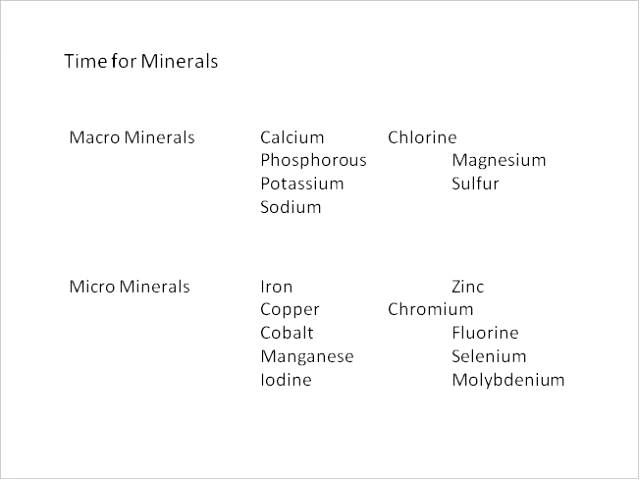 Time for Minerals
Macro Minerals Calcium Chlorine
Phosphorous Magnesium
Potassium Sulfur
Sodium
Micro Minerals Iron Zinc
Copper Chromium
Cobalt Fluorine
Manganese Selenium
Iodine Molybdenium